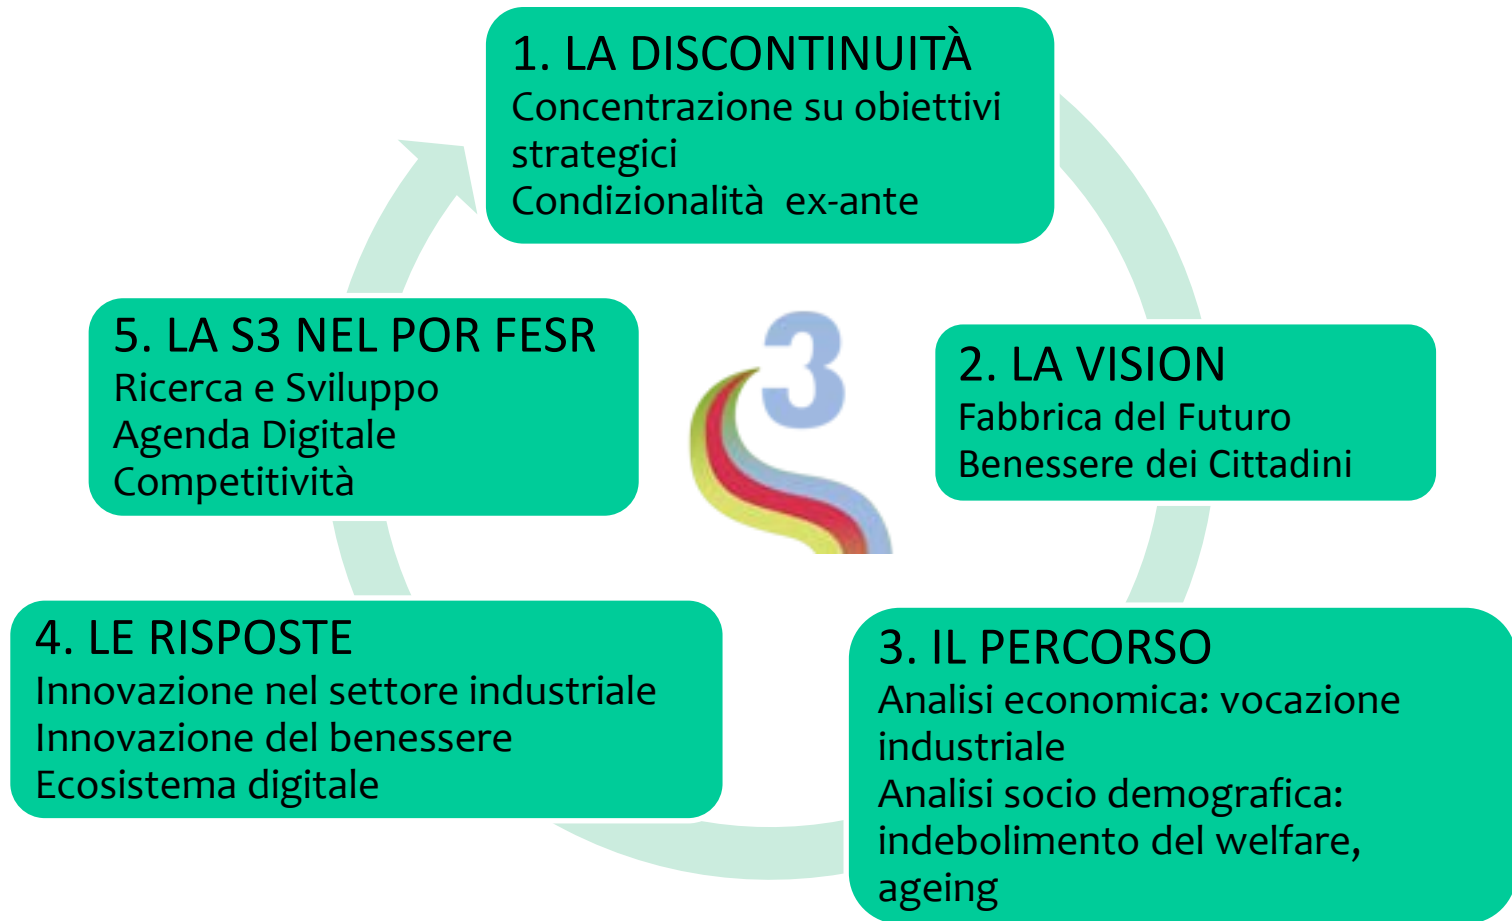 1. LA DISCONTINUITÀ
Concentrazione su obiettivi
strategici
Condizionalità ex-ante
2. LA VISION
Fabbrica del Futuro
Benessere dei Cittadini
3. IL PERCORSO
Analisi economica: vocazione
industriale
Analisi socio demografica:
indebolimento del welfare,
ageing
4. LE RISPOSTE
Innovazione nel settore industriale
Innovazione del benessere
Ecosistema digitale
5. LA S3 NEL POR FESR
Ricerca e Sviluppo
Agenda Digitale
Competitività
S3